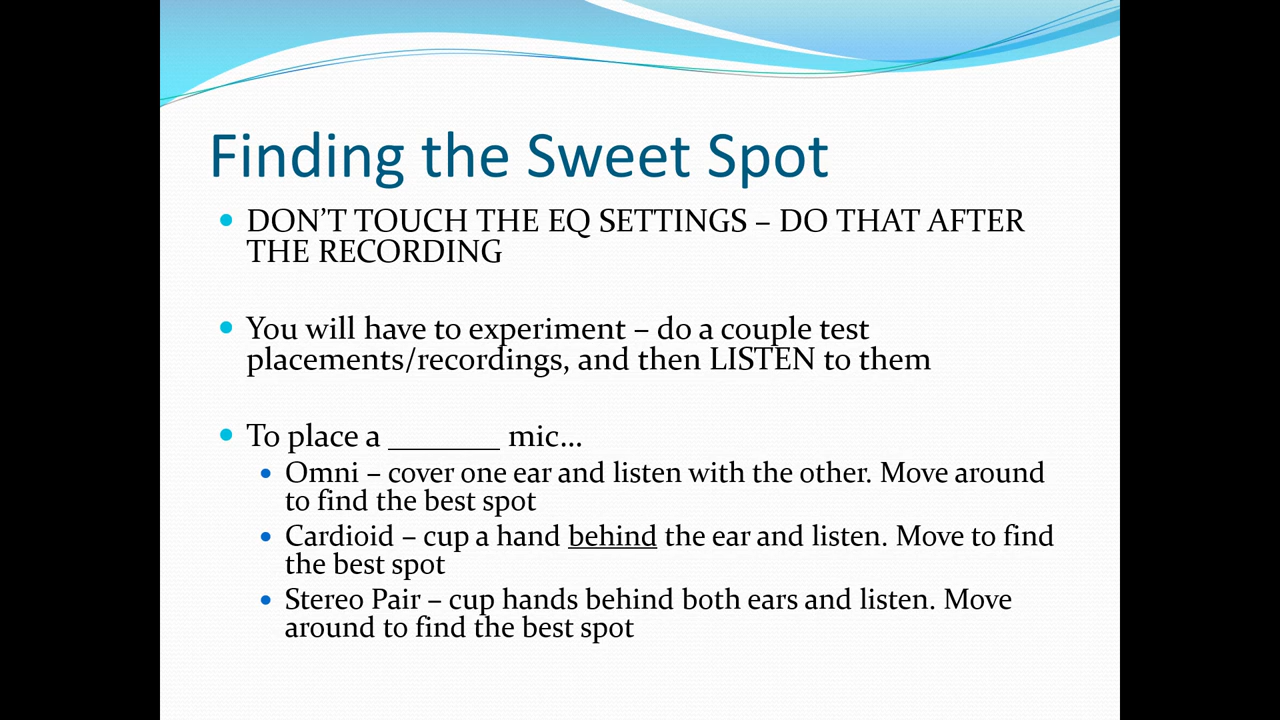 Finding the Sweet Spot
• DON’T TOUCH THE EQ SETTINGS – DO THAT AFTER
THE RECORDING
• You will have to experiment – do a couple test
placements/recordings, and then LISTEN to them
• To place a _______ mic…
• Omni – cover one ear and listen with the other. Move around
to find the best spot
• Cardioid – cup a hand behind the ear and listen. Move to find
the best spot
• Stereo Pair – cup hands behind both ears and listen. Move
around to find the best spot